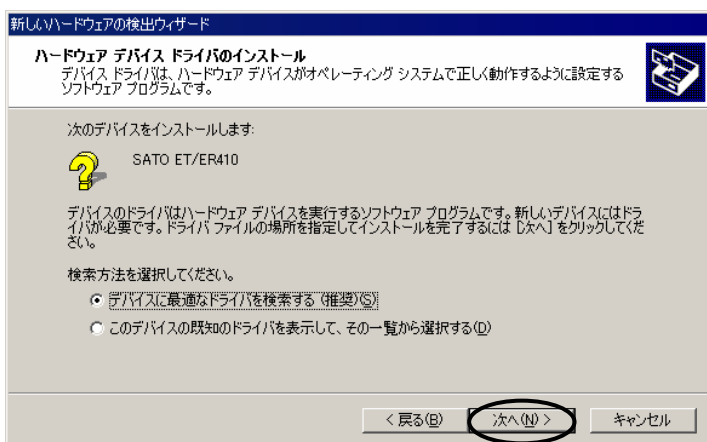 新しいハードウェアの検出ウィザード
ハードウェア デバイス ドライバのインストール
デバイス ドライバは、ハードウェア デバイスがオペレーティング システムで正しく動作するように設定する
ソフトウェア プログラムです。
次のデバイスをインストールします:
SATO ET/ER410
デバイスのドライバはハードウェア デバイスを実行するソフトウェア プログラムです。新しいデバイスにはドラ
イバが必要です。ドライバ ファイルの場所を指定してインストールを完了するには [次へ] をクリックしてくだ
さい。
検索方法を選択してください。
デバイスに最適なドライバを検索する (推奨)(S)
このデバイスの既知のドライバを表示して、その一覧から選択する(D)
< 戻る(B) 次へ(N) > キャンセル